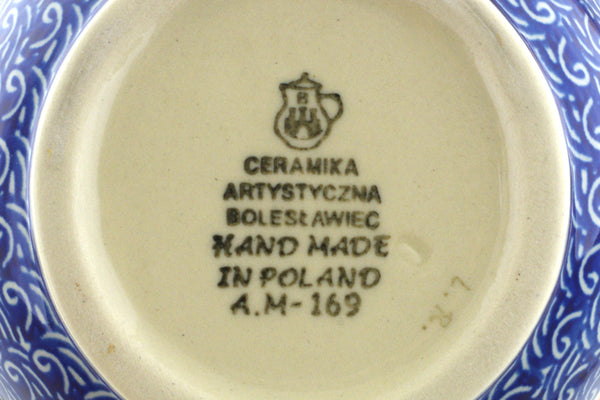 B
CERAMIKA
ARTYSTYCZNA
BOLESŁAWIEC
HAND MADE
IN POLAND
A.M-169